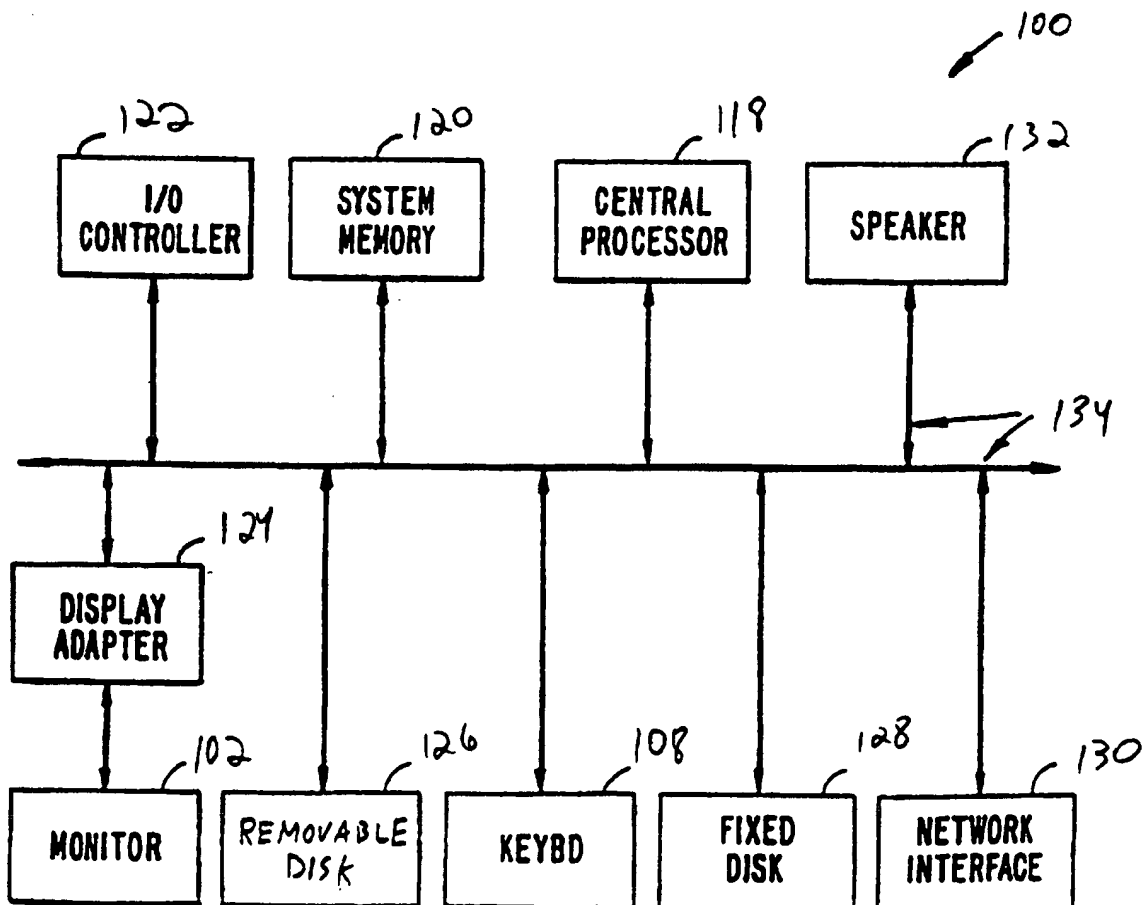 100
122
120
118
132
I/O
CONTROLLER
SYSTEM
MEMORY
CENTRAL
PROCESSOR
SPEAKER
134
124
DISPLAY
ADAPTER
102
126
108
128
130
MONITOR
REMOVABLE
DISK
KEYBD
FIXED
DISK
NETWORK
INTERFACE